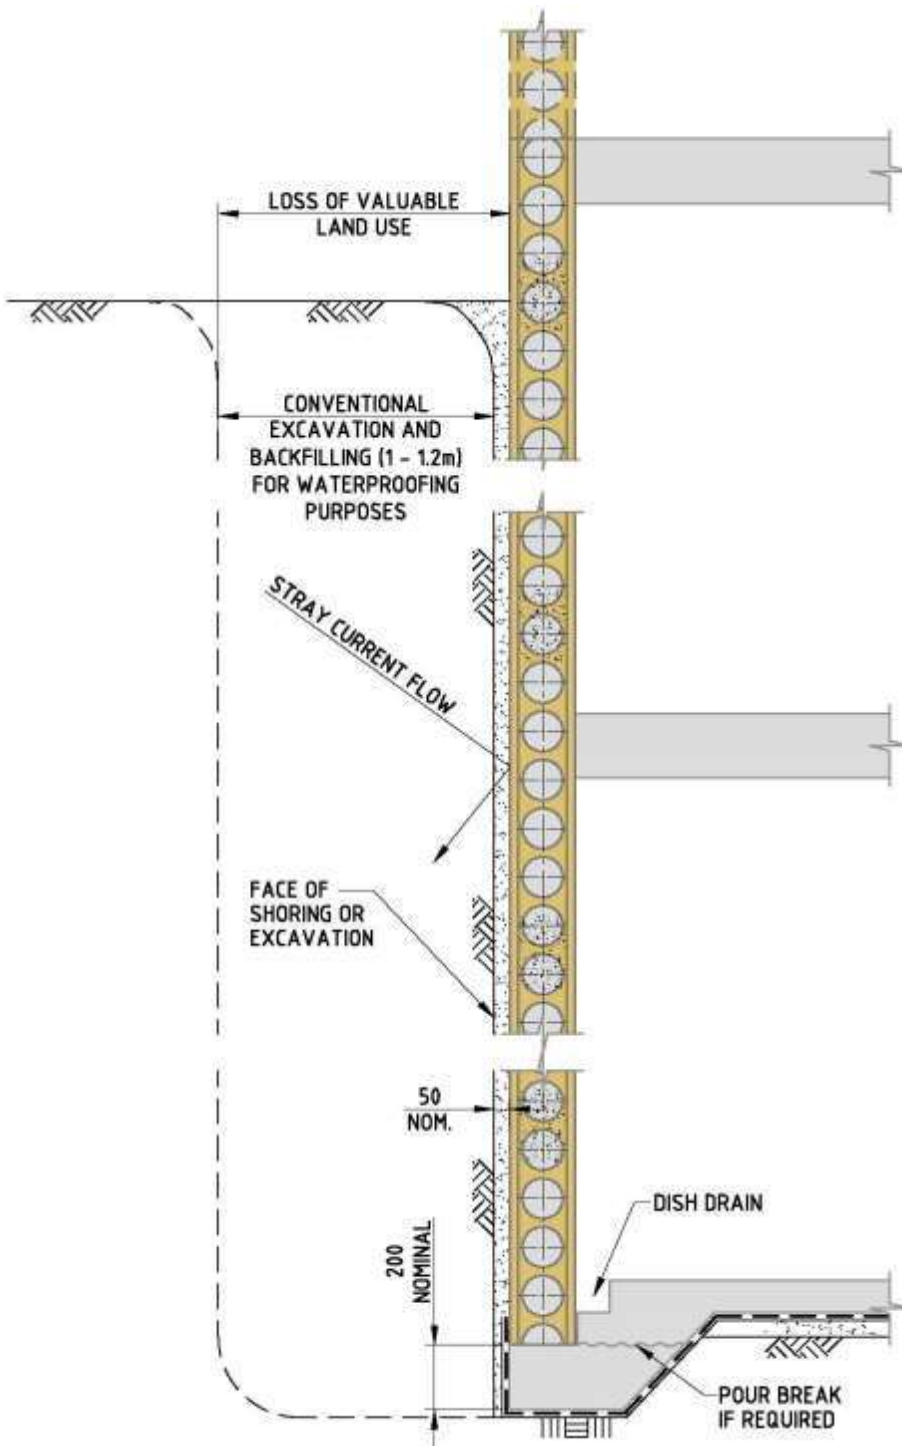 LOSS OF VALUABLE
LAND USE
CONVENTIONAL
EXCAVATION AND
BACKFILLING (1 - 1.2m)
FOR WATERPROOFING
PURPOSES
STRAY CURRENT FLOW
FACE OF
SHORING OR
EXCAVATION
50
NOM.
200
NOMINAL
DISH DRAIN
POUR BREAK
IF REQUIRED